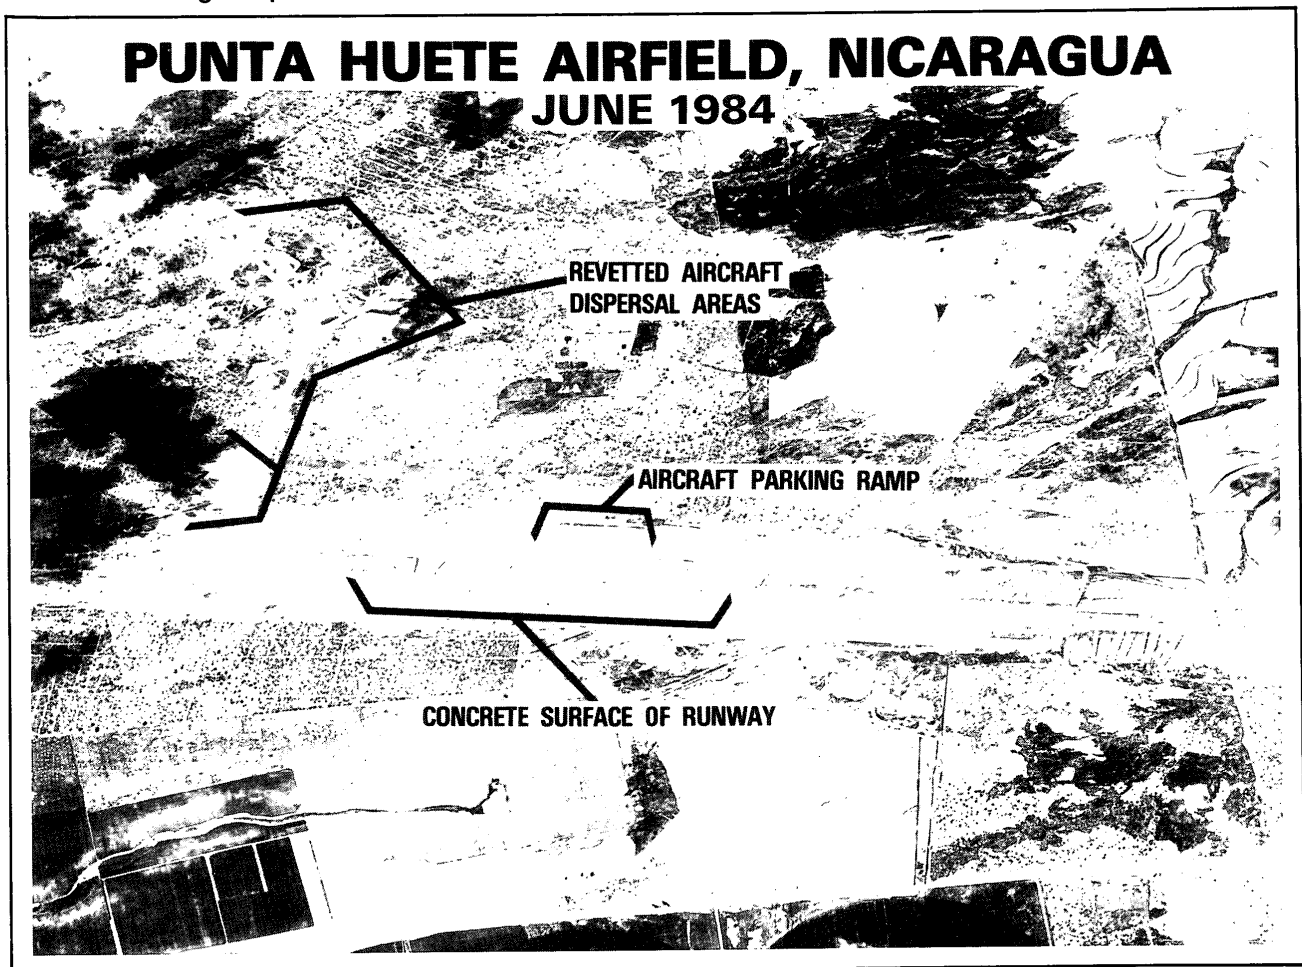 PUNTA HUETE AIRFIELD, NICARAGUA
JUNE 1984
REVETTED AIRCRAFT
DISPERSAL AREAS
AIRCRAFT PARKING RAMP
CONCRETE SURFACE OF RUNWAY